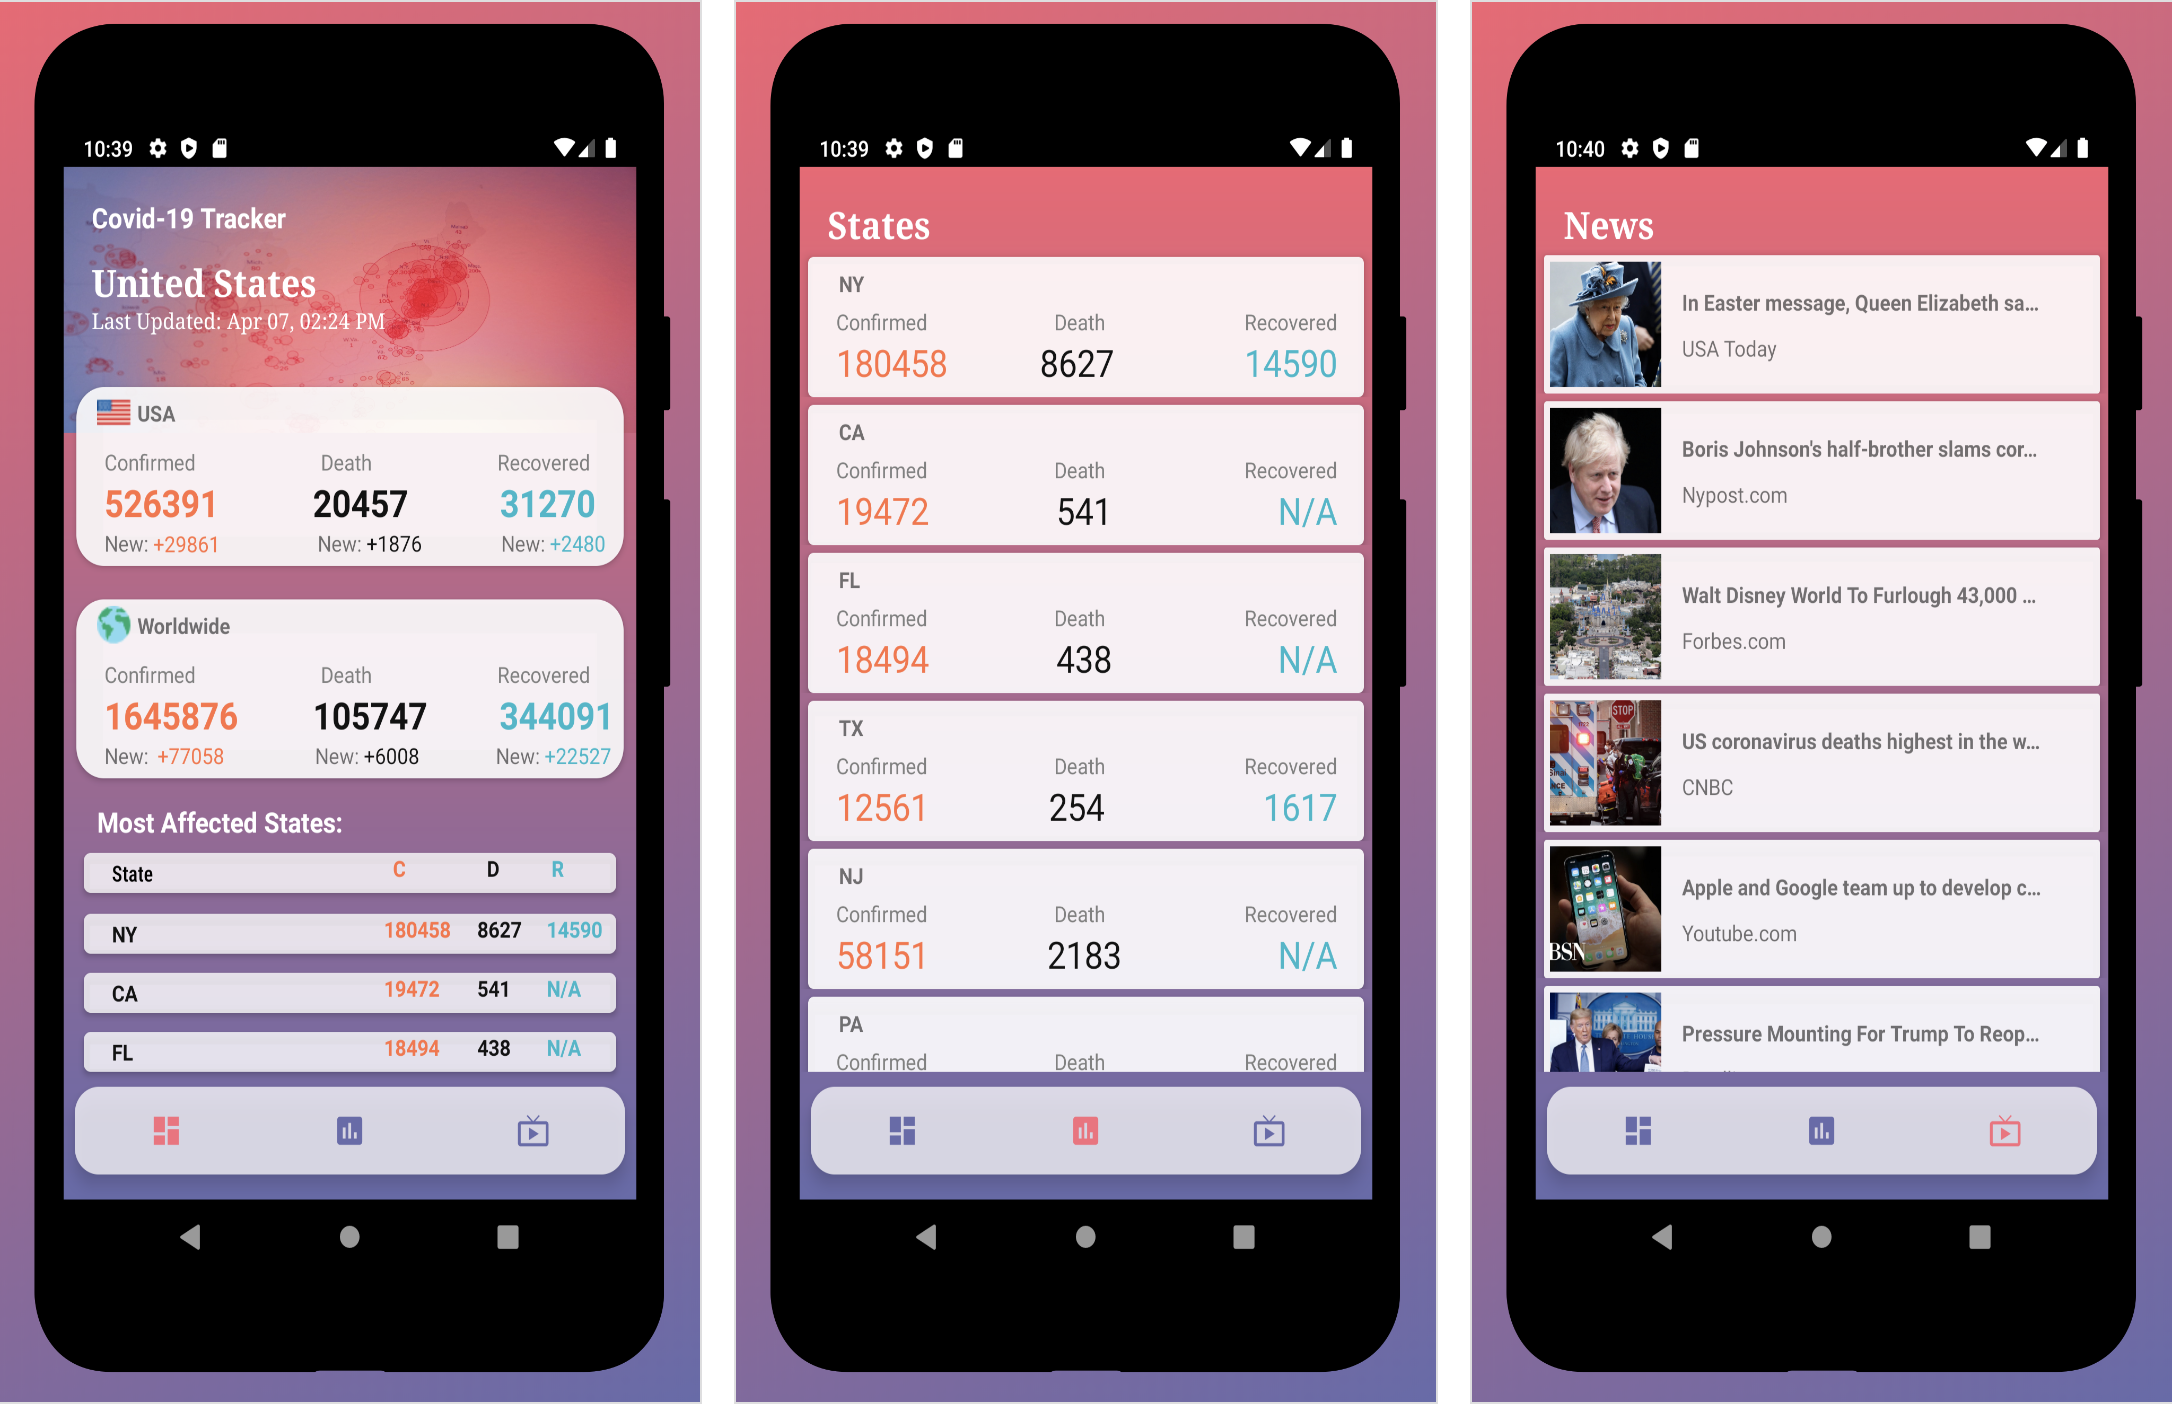 10:39
Covid-19 Tracker
United States
Last Updated: Apr 07, 02:24 PM
USA
Confirmed Death Recovered
526391 20457 31270
New: +29861 New: +1876 New: +2480
Worldwide
Confirmed Death Recovered
1645876 105747 344091
New: +77058 New: +6008 New: +22527
Most Affected States:
State C D R
NY 180458 8627 14590
CA 19472 541 N/A
FL 18494 438 N/A
10:39
States
NY
Confirmed Death Recovered
180458 8627 14590
CA
Confirmed Death Recovered
19472 541 N/A
FL
Confirmed Death Recovered
18494 438 N/A
TX
Confirmed Death Recovered
12561 254 1617
NJ
Confirmed Death Recovered
58151 2183 N/A
PA
Confirmed Death Recovered
10:40
News
In Easter message, Queen Elizabeth sa...
USA Today
Boris Johnson's half-brother slams cor...
Nypost.com
Walt Disney World To Furlough 43,000 ...
Forbes.com
STOP
US coronavirus deaths highest in the w...
CNBC
Apple and Google team up to develop c...
Youtube.com
BSN
Pressure Mounting For Trump To Reop...